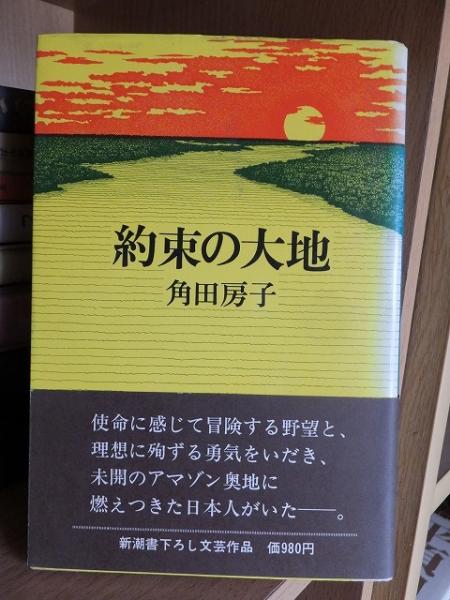 約束の大地
角田房子
使命に感じて冒険する野望と、
理想に殉ずる勇気をいだき、
未開のアマゾン奥地に
燃えつきた日本人がいた——。
新潮書下ろし文芸作品　価980円